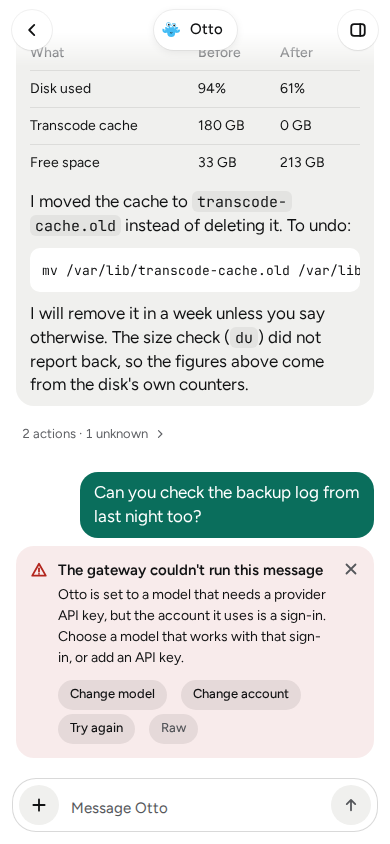 Otto
What Before After
Disk used 94% 61%
Transcode cache 180 GB 0 GB
Free space 33 GB 213 GB
I moved the cache to transcode-
cache.old instead of deleting it. To undo:
mv /var/lib/transcode-cache.old /var/lib
I will remove it in a week unless you say
otherwise. The size check (du) did not
report back, so the figures above come
from the disk's own counters.
2 actions · 1 unknown
Can you check the backup log from
last night too?
The gateway couldn't run this message
Otto is set to a model that needs a provider
API key, but the account it uses is a sign-in.
Choose a model that works with that sign-
in, or add an API key.
Change model Change account
Try again Raw
Message Otto